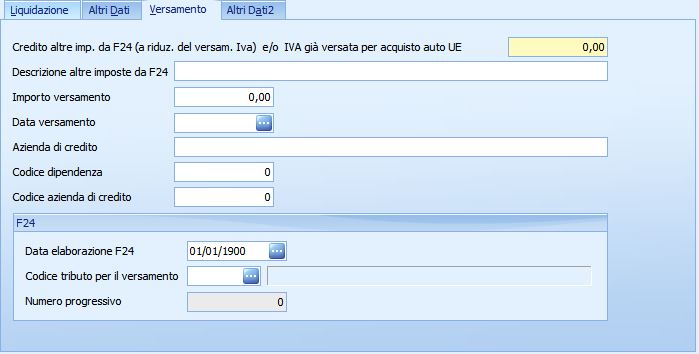 Liquidazione Altri Dati Versamento Altri Dati2
Credito altre imp. da F24 (a riduz. del versam. Iva) e/o IVA già versata per acquisto auto UE 0,00
Descrizione altre imposte da F24
Importo versamento 0,00
Data versamento ...
Azienda di credito
Codice dipendenza 0
Codice azienda di credito 0
F24
Data elaborazione F24 01/01/1900 ...
Codice tributo per il versamento ...
Numero progressivo 0